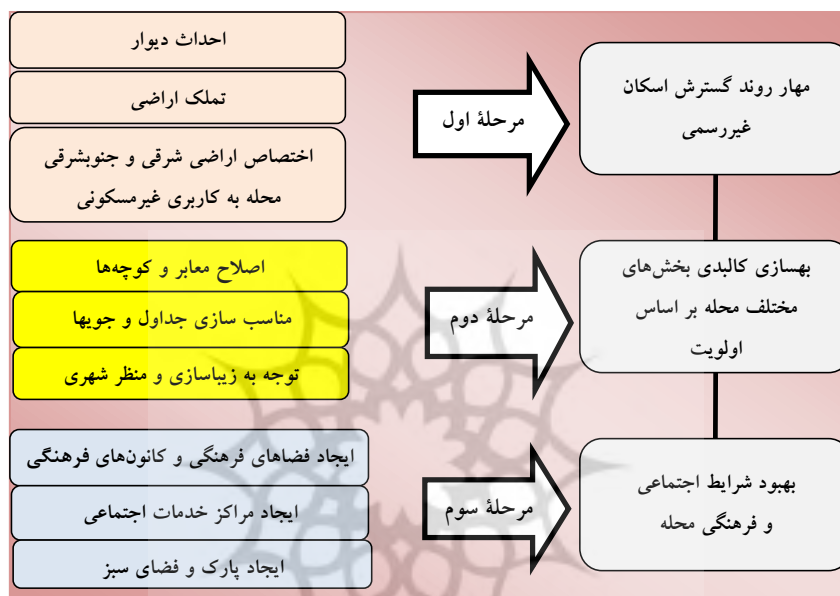 مهار روند گسترش اسکان
غیررسمی
مرحلهٔ اول
احداث دیوار
تملک اراضی
اختصاص اراضی شرقی و جنوبشرقی
محله به کاربری غیرمسکونی
بهسازی کالبدی بخش‌های
مختلف محله بر اساس
اولویت
مرحلهٔ دوم
اصلاح معابر و کوچه‌ها
مناسب سازی جداول و جویها
توجه به زیباسازی و منظر شهری
بهبود شرایط اجتماعی
و فرهنگی محله
مرحلهٔ سوم
ایجاد فضاهای فرهنگی و کانون‌های فرهنگی
ایجاد مراکز خدمات اجتماعی
ایجاد پارک و فضای سبز